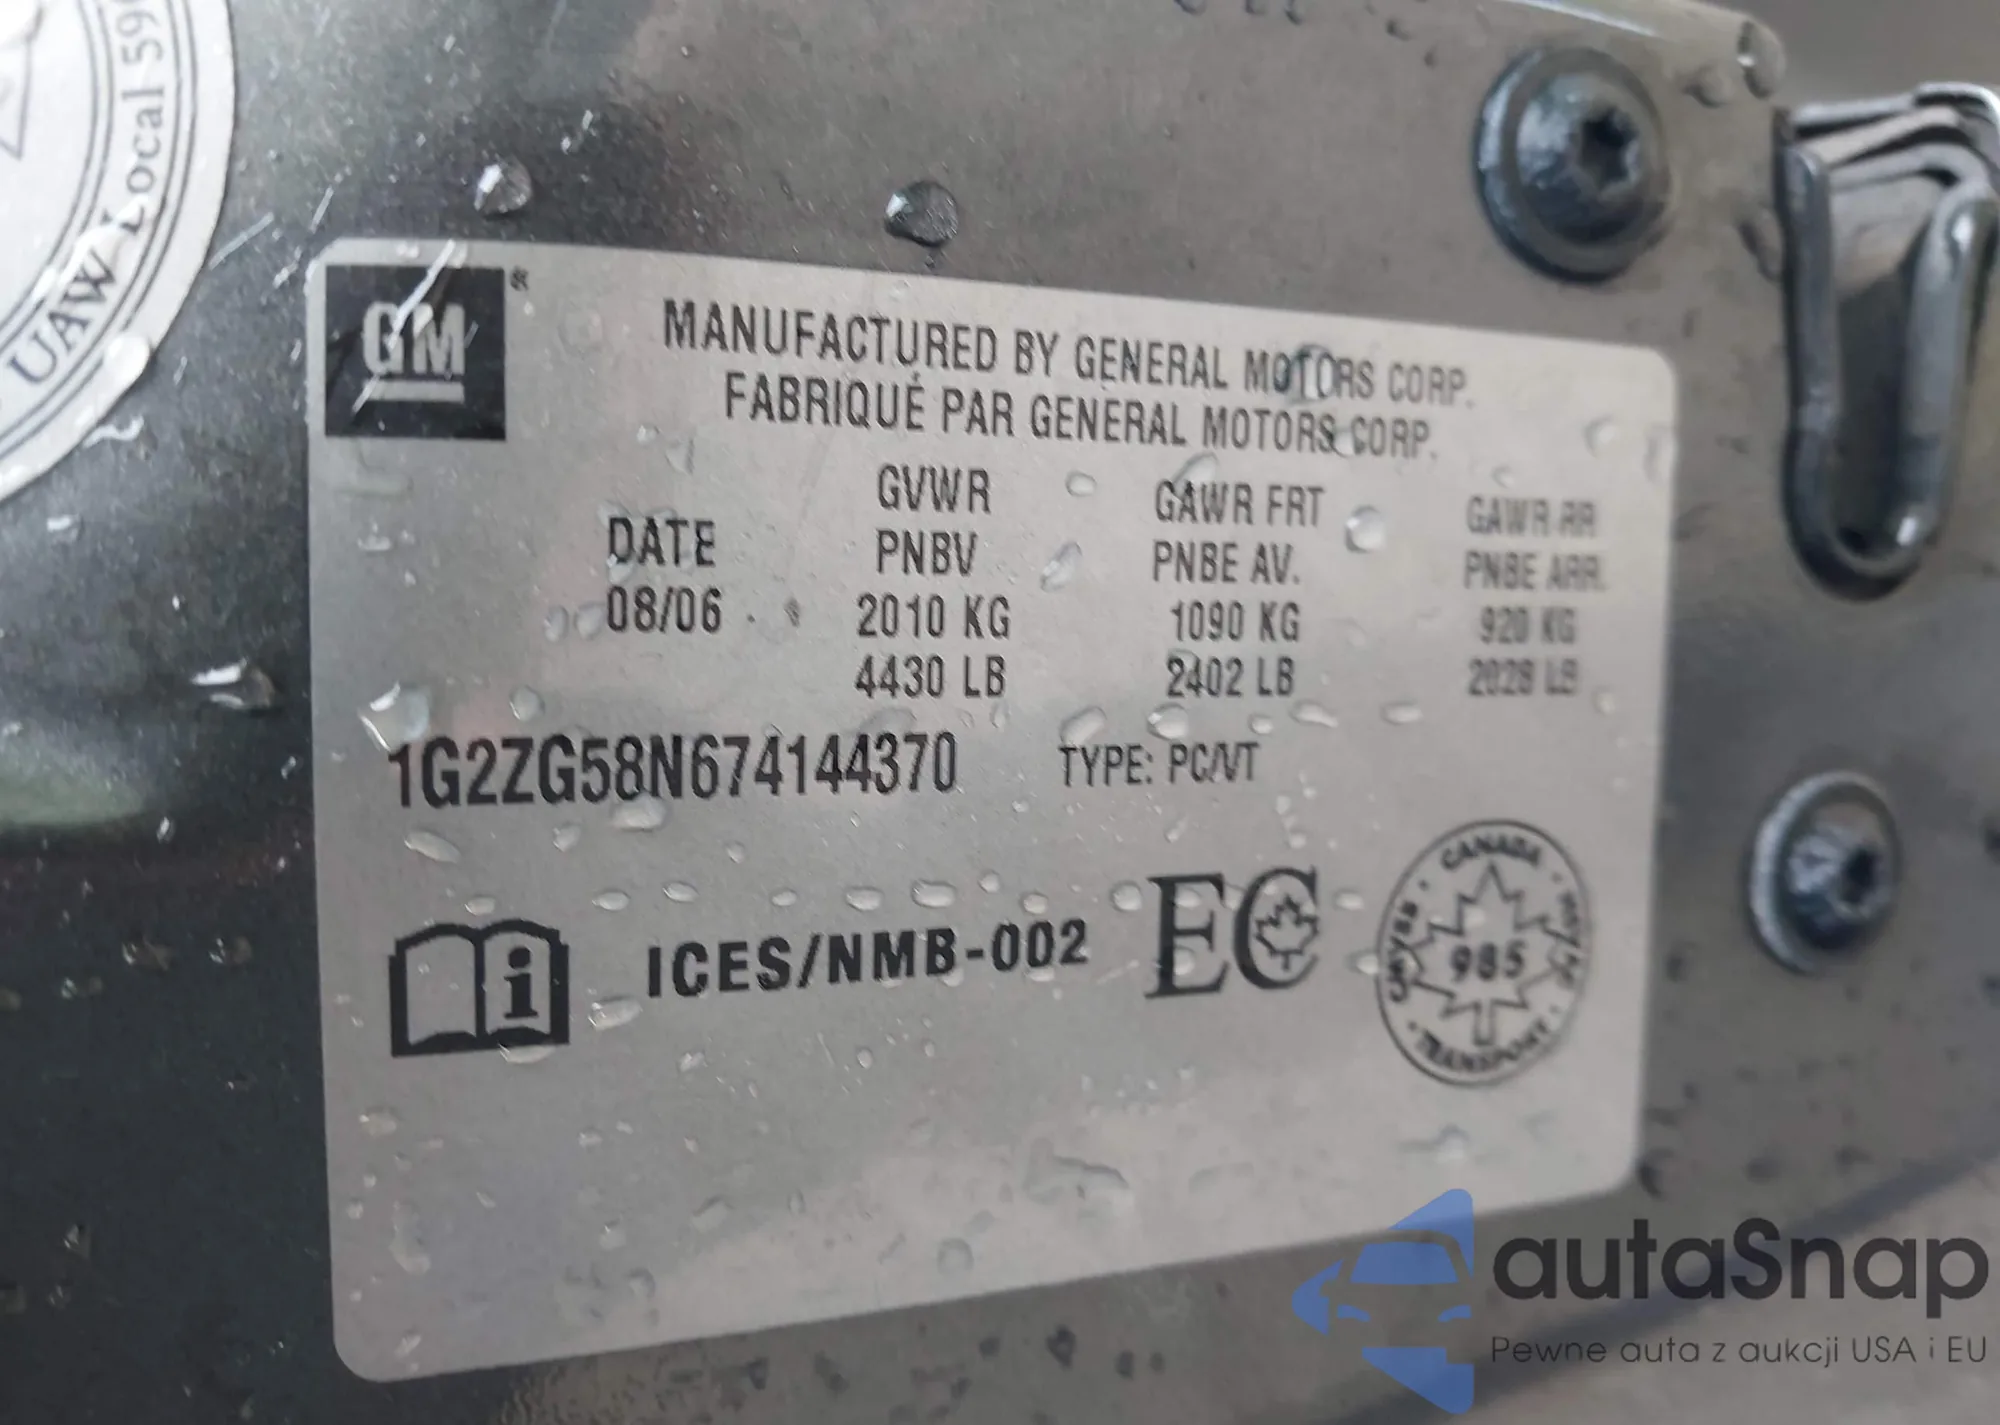 UAW Local 596
GM®
MANUFACTURED BY GENERAL MOTORS CORP.
FABRIQUÉ PAR GENERAL MOTORS CORP.
DATE GVWR GAWR FRT GAWR RR
PNBV PNBE AV. PNBE ARR.
08/06 2010 KG 1090 KG 920 KG
4430 LB 2402 LB 2028 LB
1G2ZG58N674144370 TYPE: PC/VT
i ICES/NMB-002 EC
CANADA
985
TRANSPORT
autaSnap
Pewne auta z aukcji USA i EU